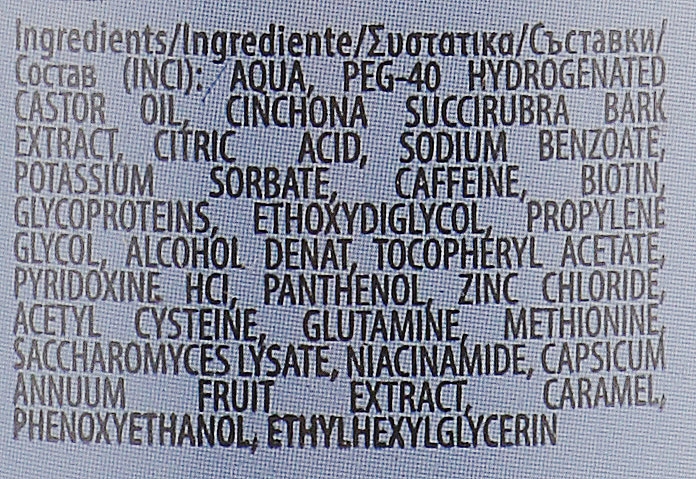 Ingredients/Ingrediente/Συστατικα/Съставки/
Состав (INCI): AQUA, PEG-40 HYDROGENATED
CASTOR OIL, CINCHONA SUCCIRUBRA BARK
EXTRACT, CITRIC ACID, SODIUM BENZOATE,
POTASSIUM SORBATE, CAFFEINE, BIOTIN,
GLYCOPROTEINS, ETHOXYDIGLYCOL, PROPYLENE
GLYCOL, ALCOHOL DENAT, TOCOPHERYL ACETATE,
PYRIDOXINE HCl, PANTHENOL, ZINC CHLORIDE,
ACETYL CYSTEINE, GLUTAMINE, METHIONINE,
SACCHAROMYCES LYSATE, NIACINAMIDE, CAPSICUM
ANNUUM FRUIT EXTRACT, CARAMEL,
PHENOXYETHANOL, ETHYLHEXYLGLYCERIN